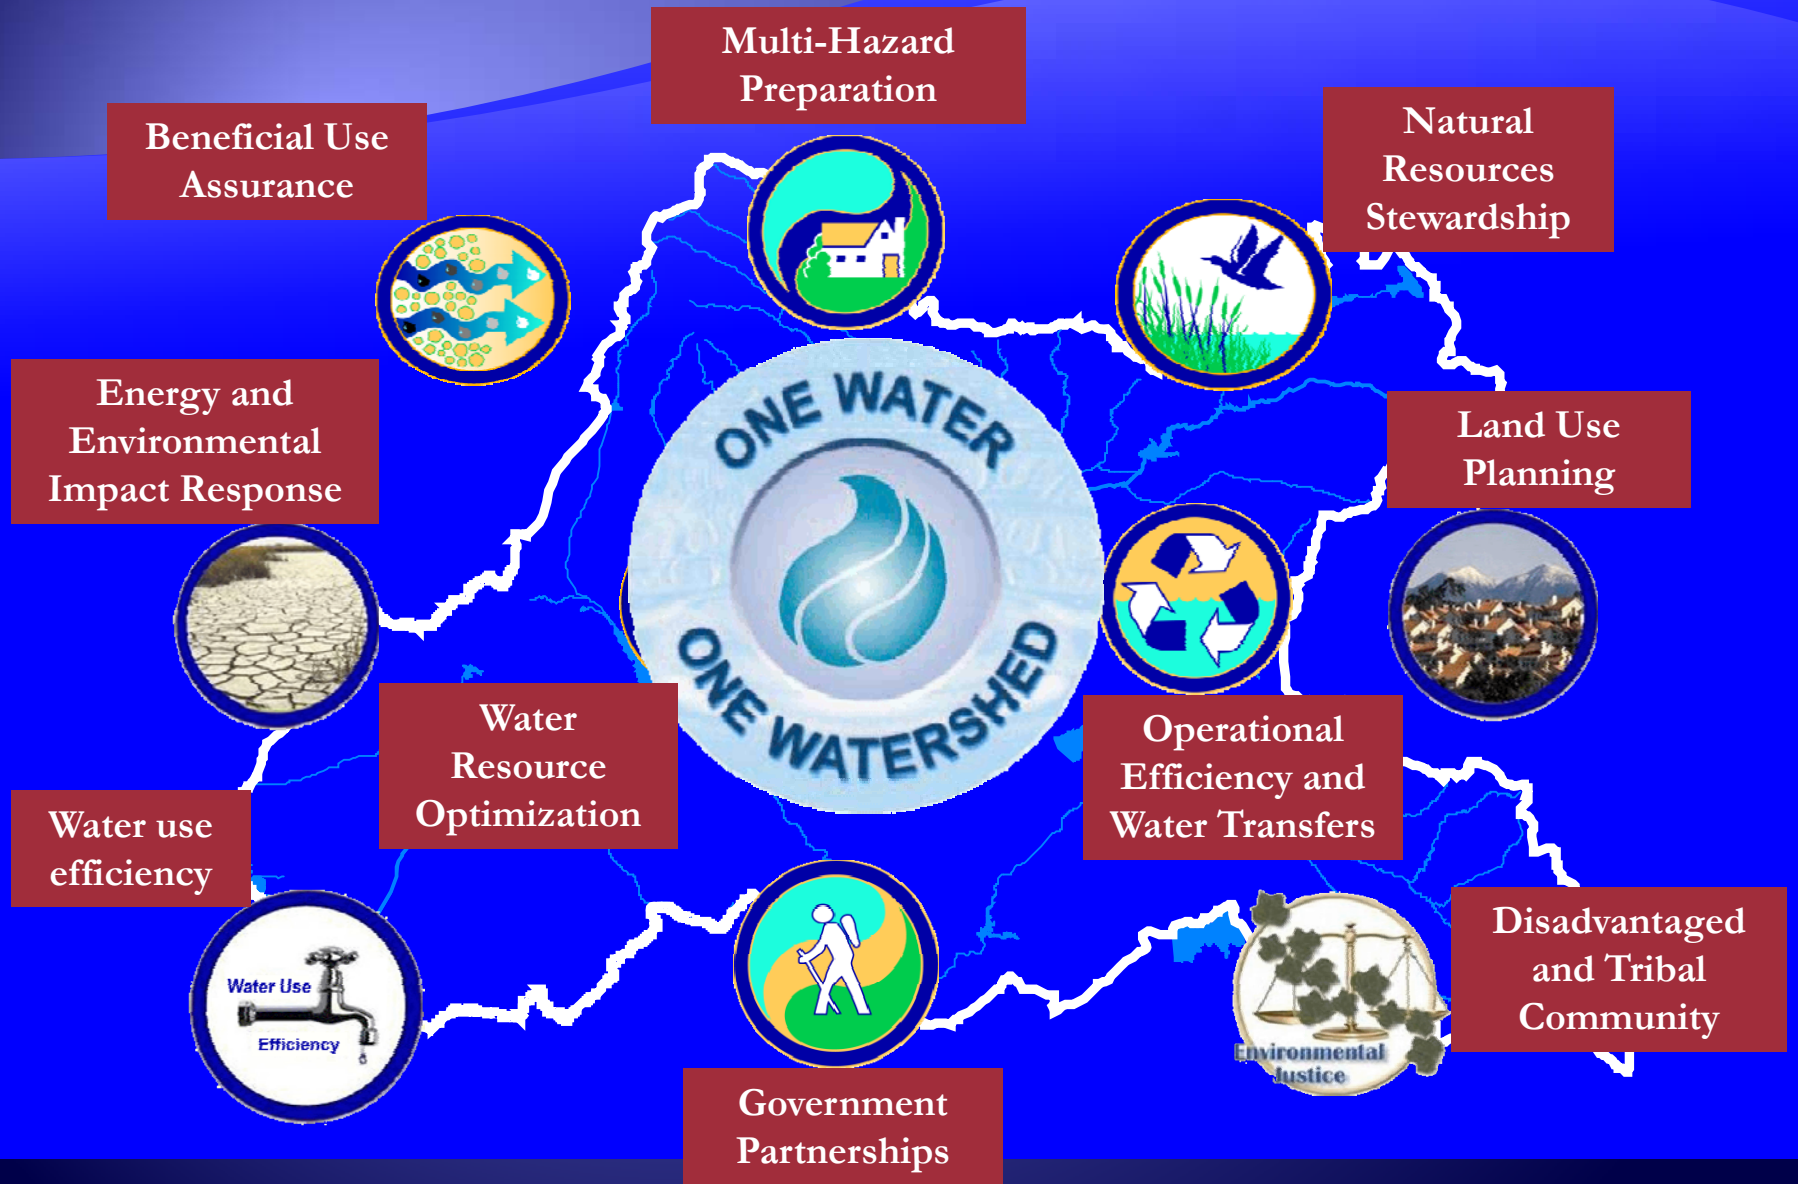 Multi-Hazard
Preparation
Beneficial Use
Assurance
Natural
Resources
Stewardship
Energy and
Environmental
Impact Response
ONE WATER
ONE WATERSHED
Land Use
Planning
Water
Resource
Optimization
Operational
Efficiency and
Water Transfers
Water use
efficiency
Water Use
Efficiency
Disadvantaged
and Tribal
Community
Environmental
Justice
Government
Partnerships